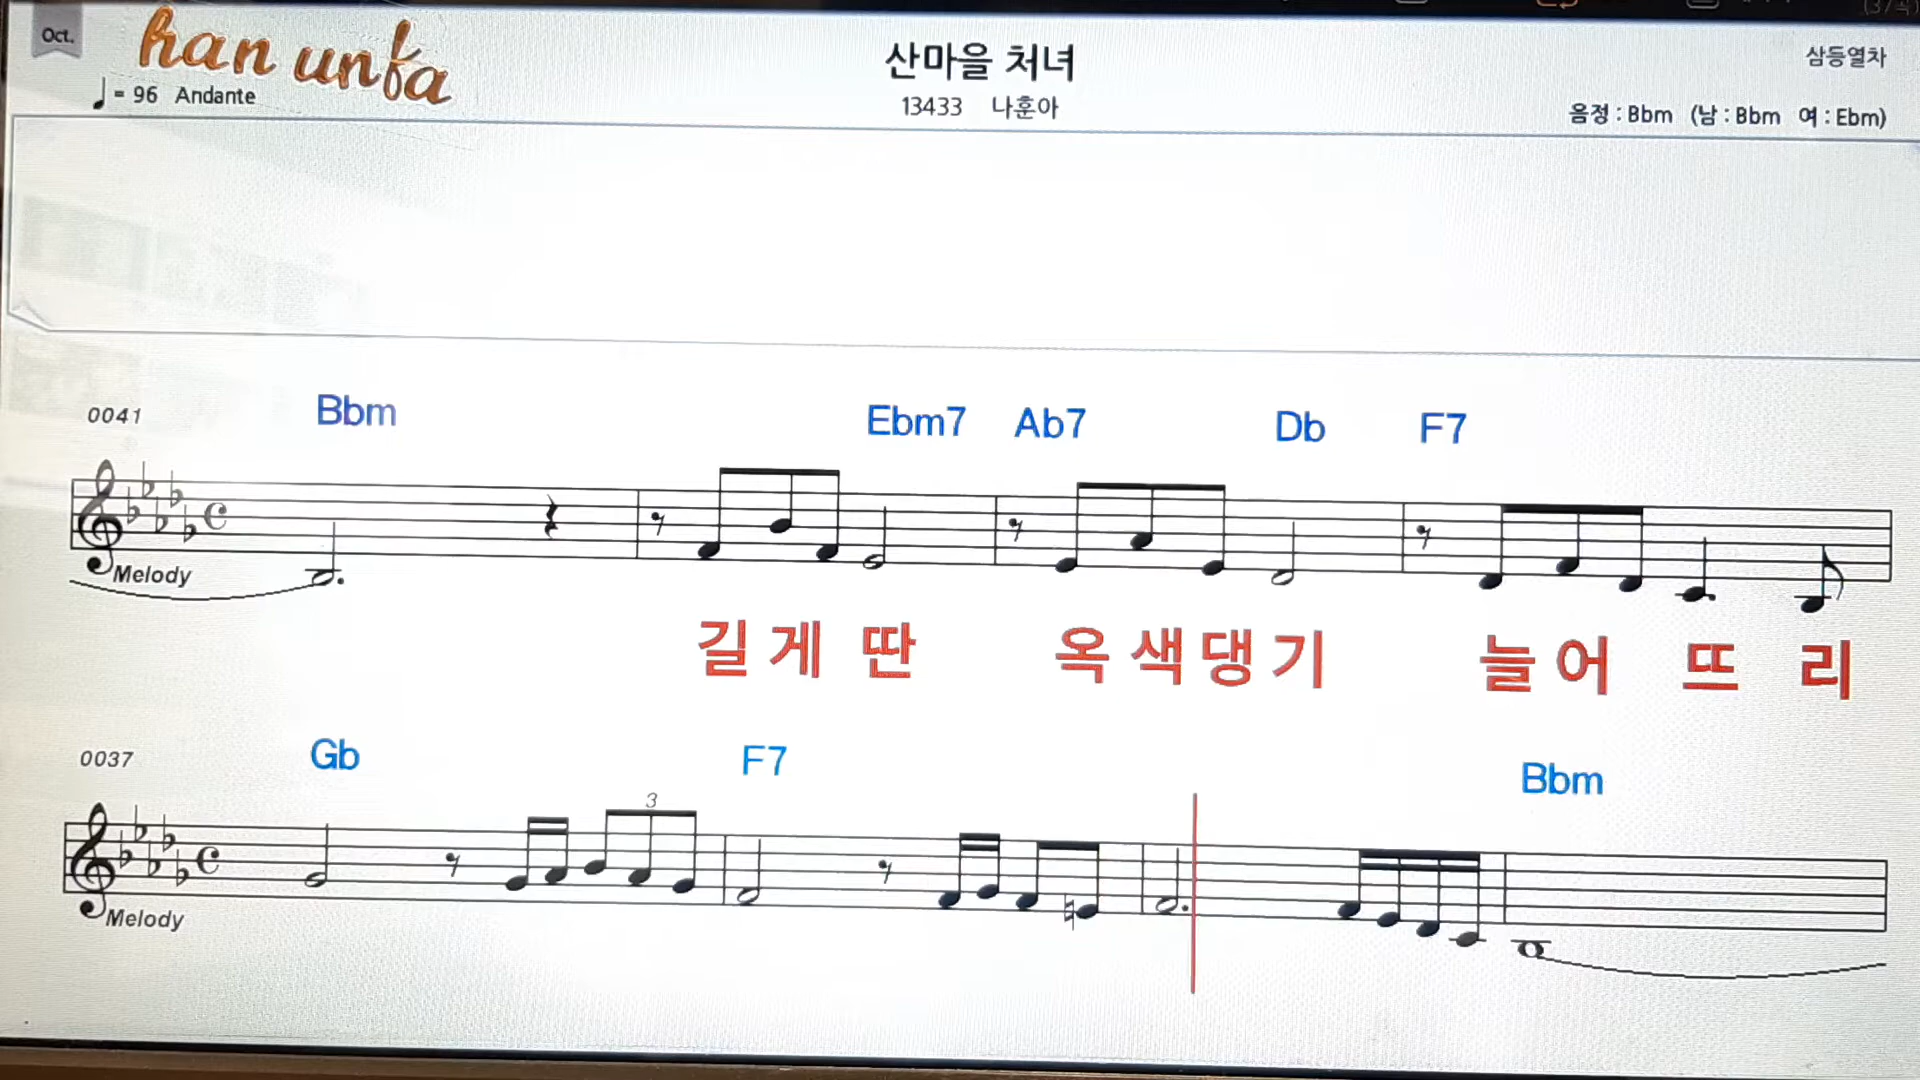 Oct.
han unfa
산마을 처녀
삼등열차
♩ = 96 Andante
13433 나훈아
음정 : Bbm (남 : Bbm 여 : Ebm)
0041 Bbm Ebm7 Ab7 Db F7
Melody
길게 딴 옥색댕기 늘어 뜨 리
0037 Gb F7 Bbm
3
Melody